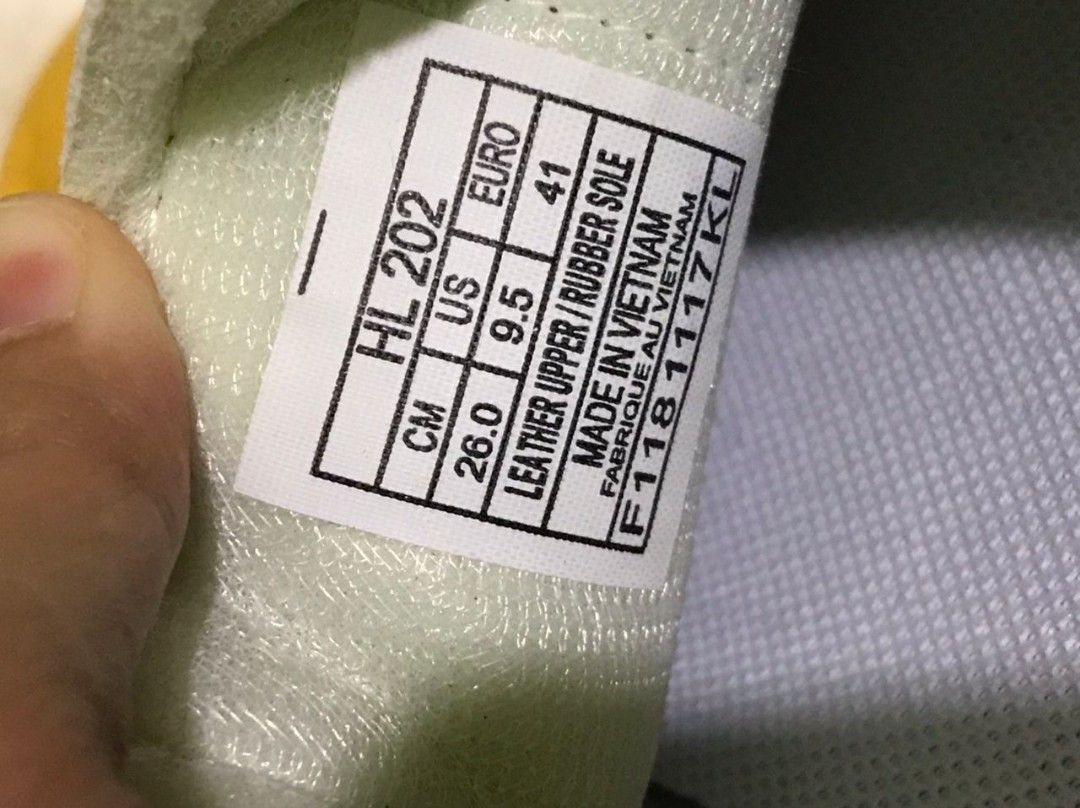 HL 202
CM US EURO
26.0 9.5 41
LEATHER UPPER / RUBBER SOLE
MADE IN VIETNAM
FABRIQUE AU VIETNAM
F1181117KL